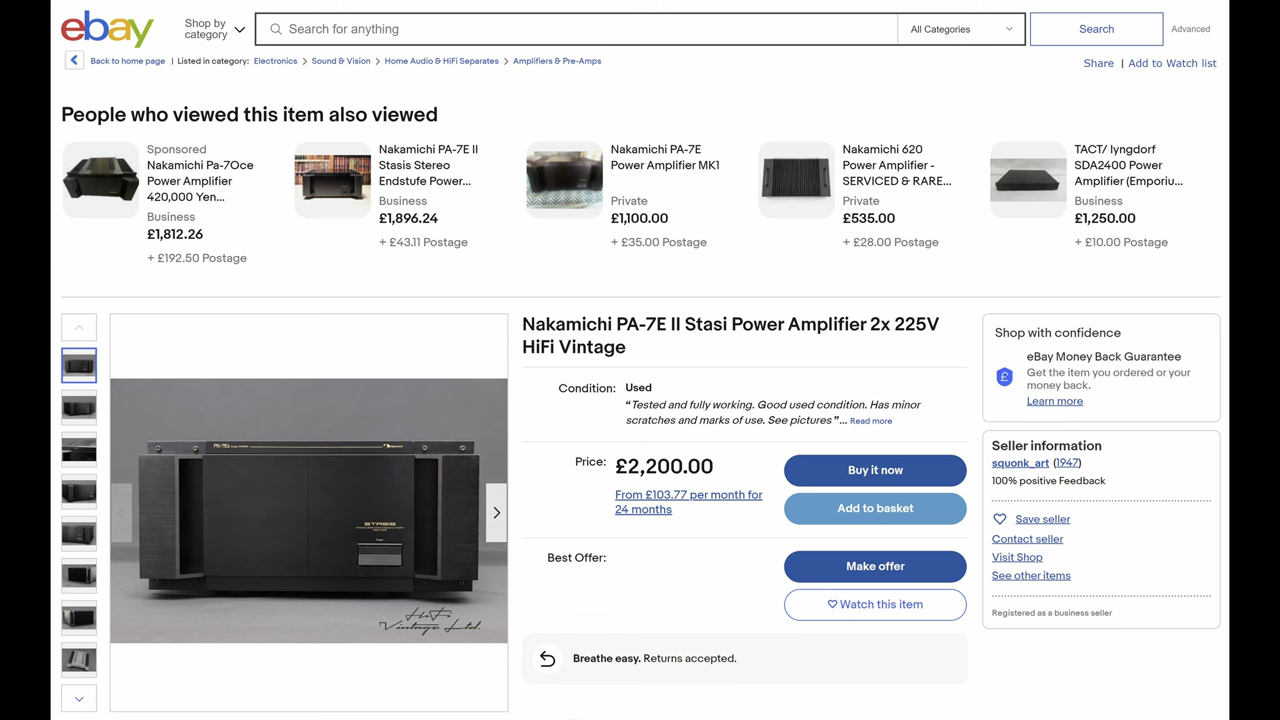 ebay
Shop by
category
Search for anything
All Categories
Search
Advanced
Back to home page | Listed in category: Electronics > Sound & Vision > Home Audio & HiFi Separates > Amplifiers & Pre-Amps
Share | Add to Watch list
People who viewed this item also viewed
Sponsored
Nakamichi Pa-7Oce
Power Amplifier
420,000 Yen...
Business
£1,812.26
+ £192.50 Postage
Nakamichi PA-7E II
Stasis Stereo
Endstufe Power...
Business
£1,896.24
+ £43.11 Postage
Nakamichi PA-7E
Power Amplifier MK1
Private
£1,100.00
+ £35.00 Postage
Nakamichi 620
Power Amplifier -
SERVICED & RARE...
Private
£535.00
+ £28.00 Postage
TACT/ lyngdorf
SDA2400 Power
Amplifier (Emporiu...
Business
£1,250.00
+ £10.00 Postage
STASIS
HiFi
Vintage Ltd.
Nakamichi PA-7E II Stasi Power Amplifier 2x 225V
HiFi Vintage
Condition: Used
“Tested and fully working. Good used condition. Has minor
scratches and marks of use. See pictures”... Read more
Price: £2,200.00
From £103.77 per month for
24 months
Buy it now
Add to basket
Best Offer:
Make offer
Watch this item
Breathe easy. Returns accepted.
Shop with confidence
eBay Money Back Guarantee
Get the item you ordered or your
money back.
Learn more
Seller information
squonk_art (1947)
100% positive Feedback
Save seller
Contact seller
Visit Shop
See other items
Registered as a business seller